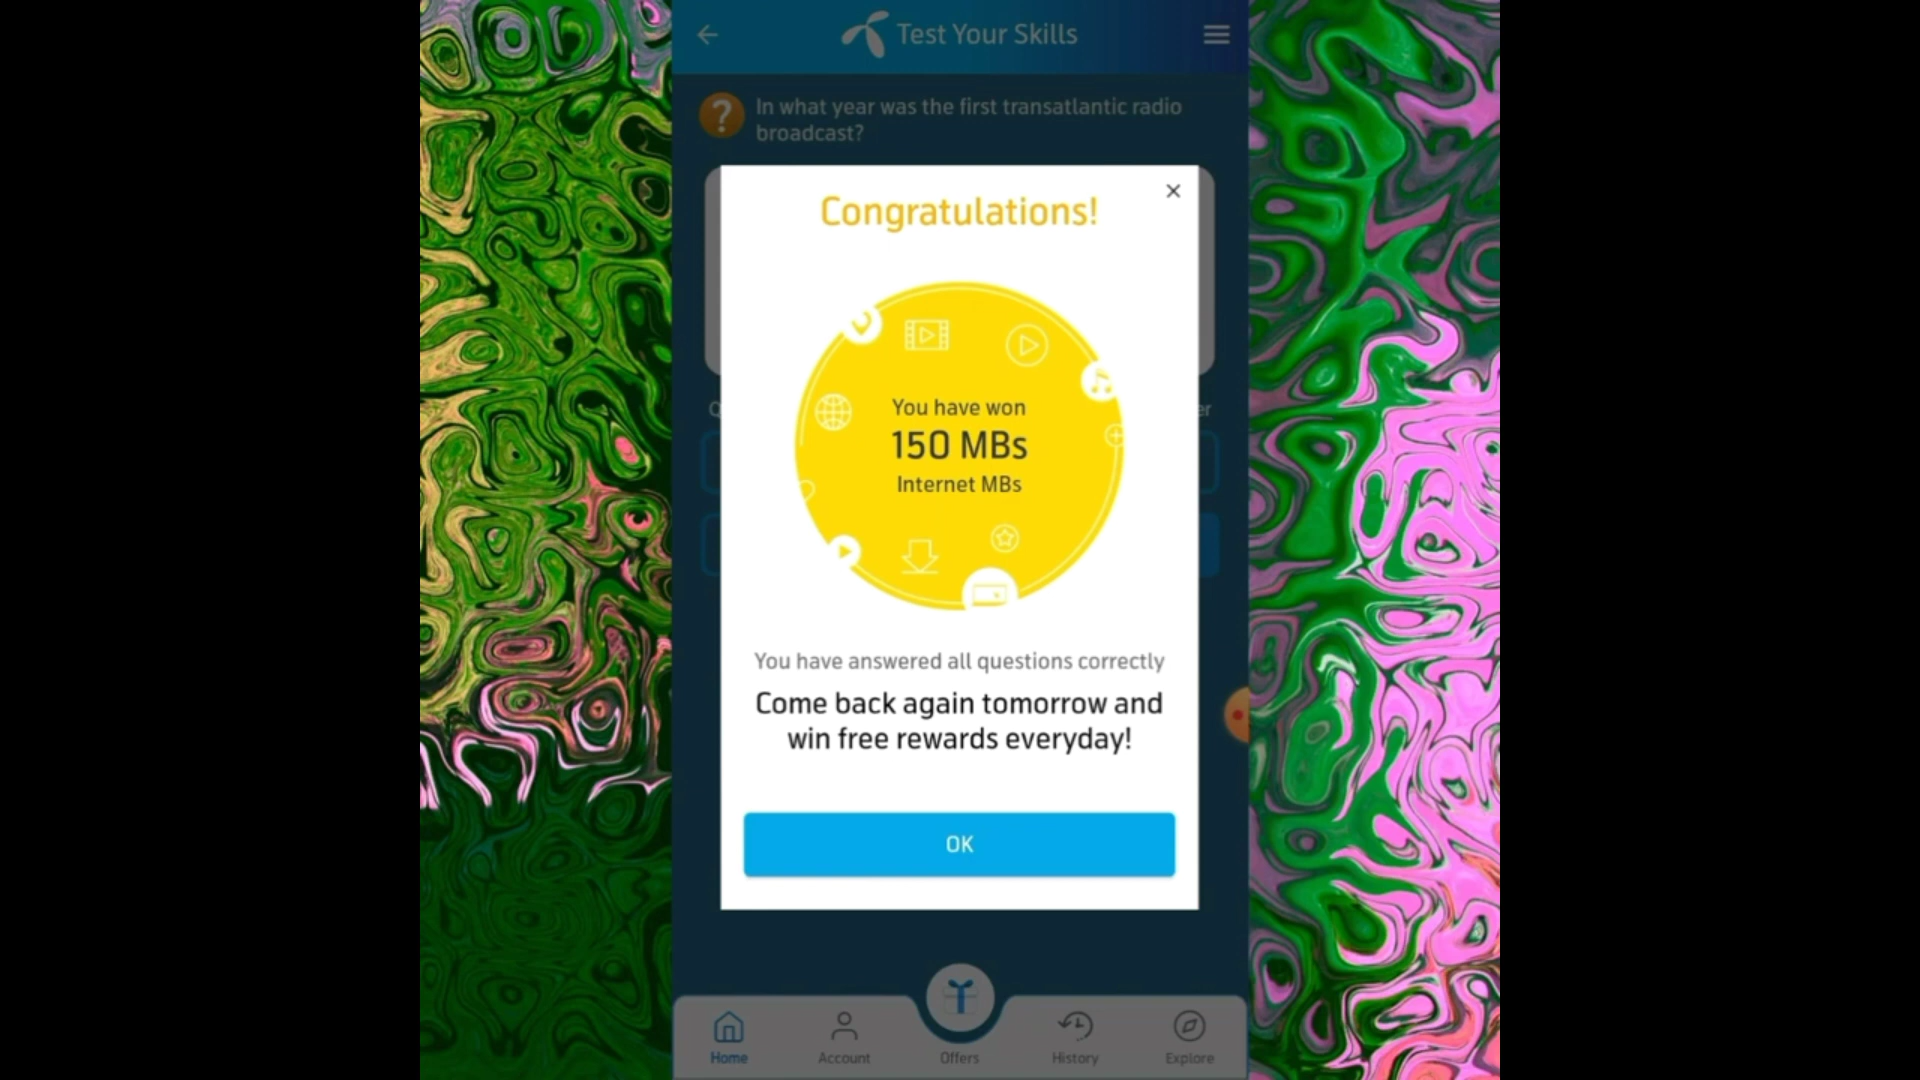 Test Your Skills
?
In what year was the first transatlantic radio
broadcast?
Congratulations!
You have won
150 MBs
Internet MBs
You have answered all questions correctly
Come back again tomorrow and
win free rewards everyday!
OK
Home
Account
Offers
History
Explore